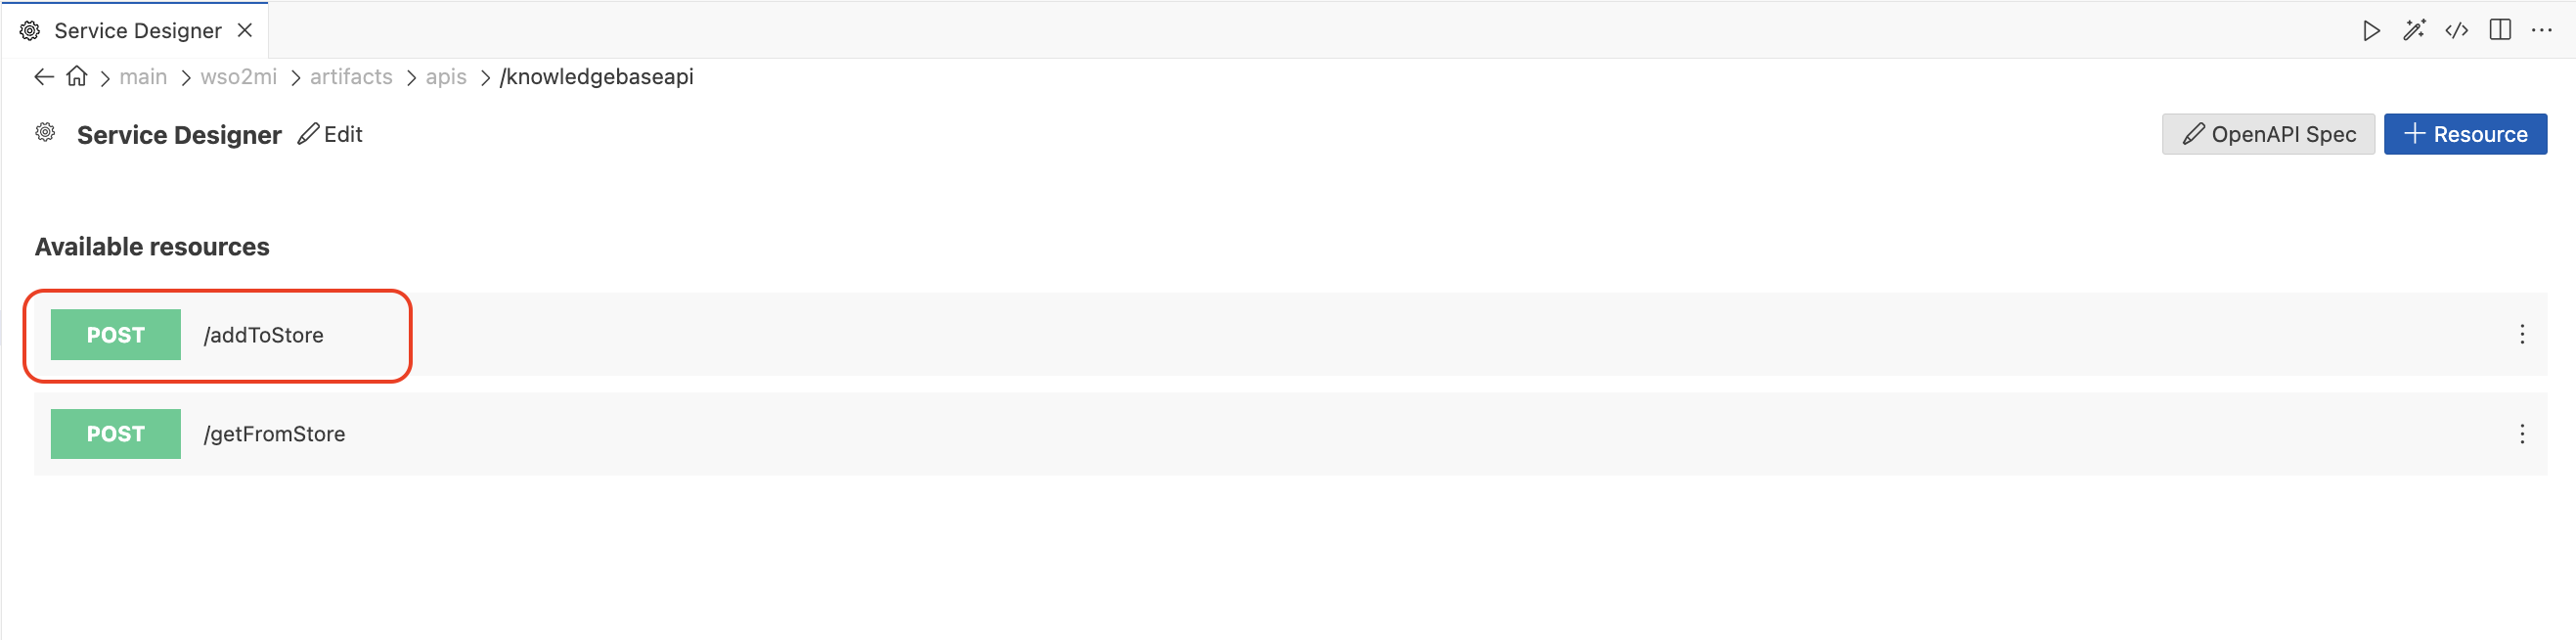 Service Designer
main wso2mi artifacts apis /knowledgebaseapi
Service Designer Edit OpenAPI Spec Resource
Available resources
POST /addToStore
POST /getFromStore